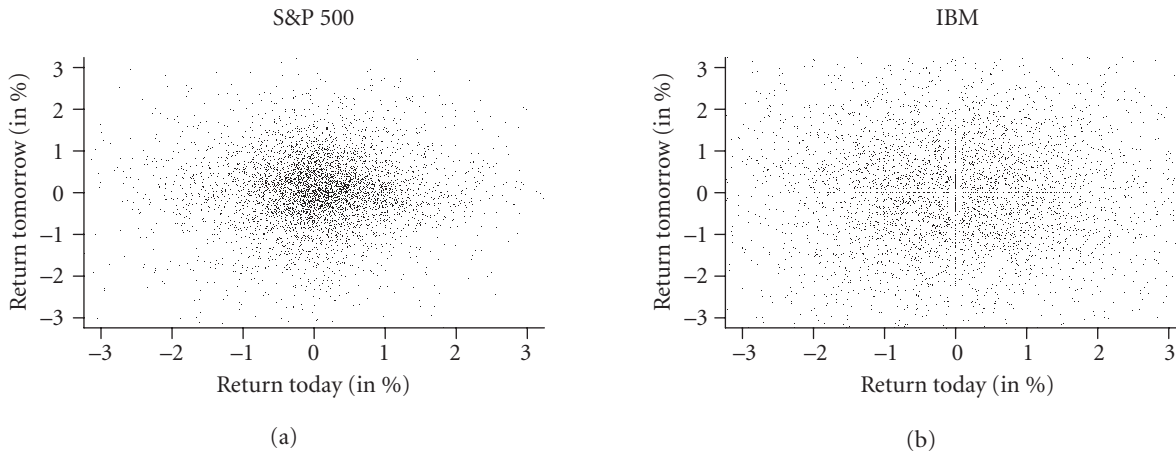 S&P 500
Return tomorrow (in %)
3
2
1
0
−1
−2
−3
−3 −2 −1 0 1 2 3
Return today (in %)
(a)
IBM
Return tomorrow (in %)
3
2
1
0
−1
−2
−3
−3 −2 −1 0 1 2 3
Return today (in %)
(b)